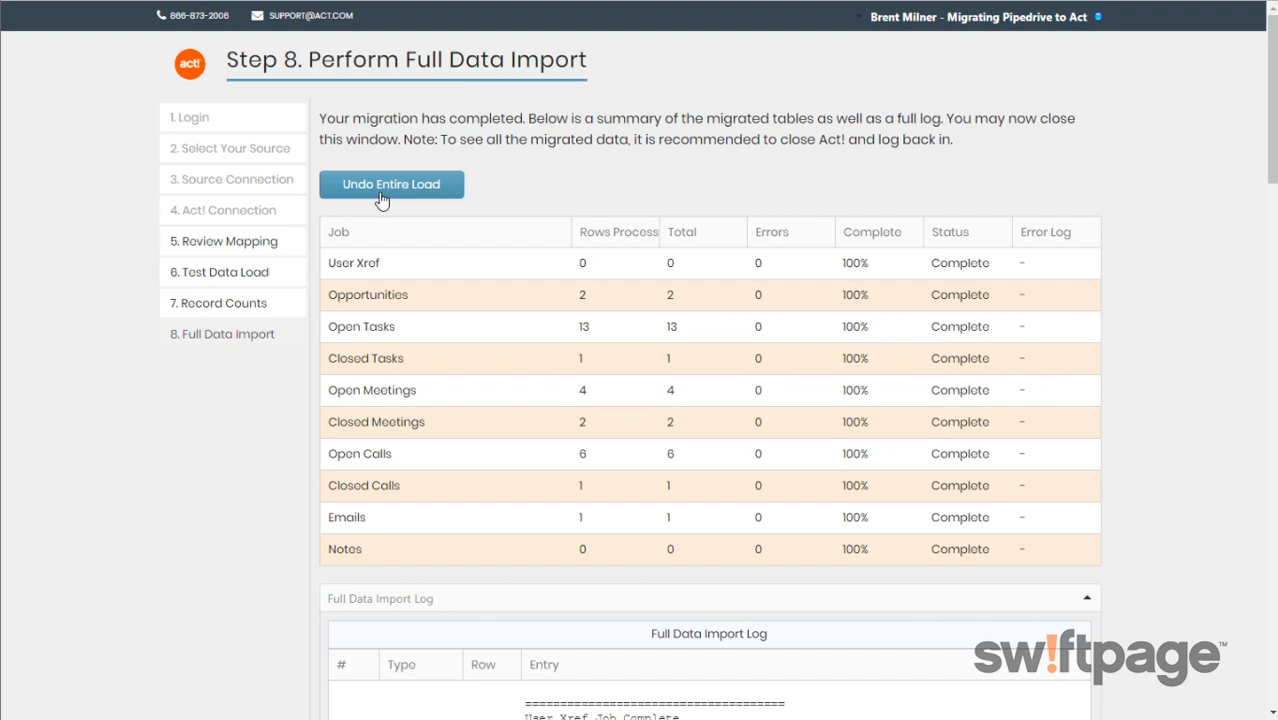 866-873-2006 SUPPORT@ACT.COM Brent Milner - Migrating Pipedrive to Act
act! Step 8. Perform Full Data Import
1. Login
2. Select Your Source
3. Source Connection
4. Act! Connection
5. Review Mapping
6. Test Data Load
7. Record Counts
8. Full Data Import
Your migration has completed. Below is a summary of the migrated tables as well as a full log. You may now close
this window. Note: To see all the migrated data, it is recommended to close Act! and log back in.
Undo Entire Load
Job Rows Process Total Errors Complete Status Error Log
User Xref 0 0 0 100% Complete -
Opportunities 2 2 0 100% Complete -
Open Tasks 13 13 0 100% Complete -
Closed Tasks 1 1 0 100% Complete -
Open Meetings 4 4 0 100% Complete -
Closed Meetings 2 2 0 100% Complete -
Open Calls 6 6 0 100% Complete -
Closed Calls 1 1 0 100% Complete -
Emails 1 1 0 100% Complete -
Notes 0 0 0 100% Complete -
Full Data Import Log
Full Data Import Log
# Type Row Entry
====================================
User Xref Job Complete
sw!ftpage™